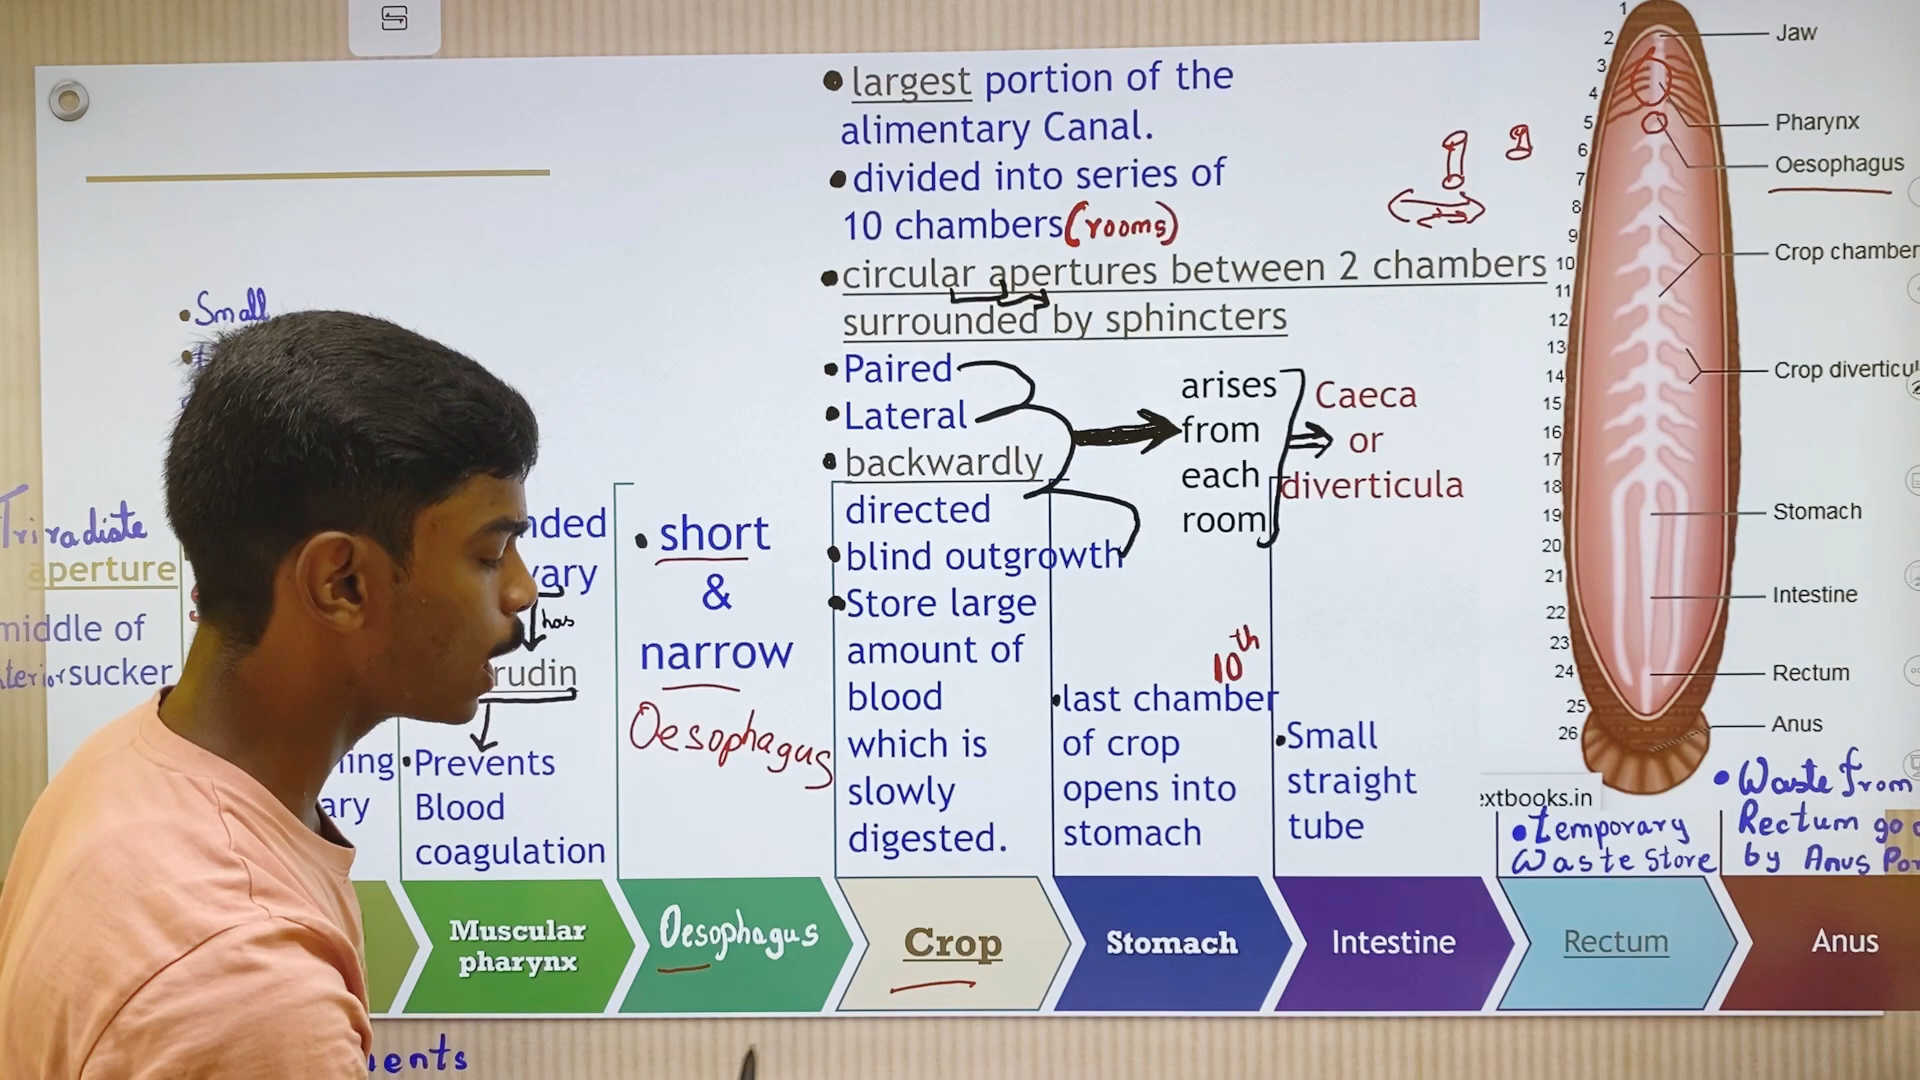 • largest portion of the
alimentary Canal.
• divided into series of
10 chambers (rooms)
• circular apertures between 2 chambers
surrounded by sphincters
• Paired
• Lateral
• backwardly
directed
• blind outgrowth
• Store large
amount of
blood
which is
slowly
digested.
arises
from
each
room
Caeca
or
diverticula
• Small
Triradiate
aperture
middle of
sucker
has
Prevents
Blood
coagulation
• short
&
narrow
Oesophagus
10th
• last chamber
of crop
opens into
stomach
• Small
straight
tube
• temporary
Waste Store
• Waste from
Rectum go
by Anus
Muscular
pharynx
Oesophagus
Crop
Stomach
Intestine
Rectum
Anus
1
2
3
4
5
6
7
8
9
10
11
12
13
14
15
16
17
18
19
20
21
22
23
24
25
26
Jaw
Pharynx
Oesophagus
Crop chamber
Crop diverticul
Stomach
Intestine
Rectum
Anus
extbooks.in